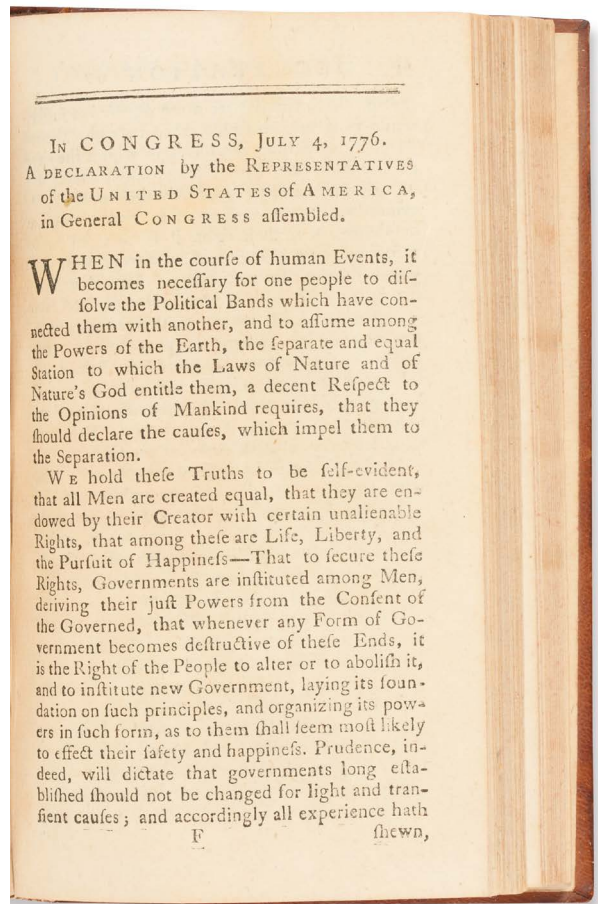 IN CONGRESS, JULY 4, 1776.
A DECLARATION by the REPRESENTATIVES
of the UNITED STATES of AMERICA,
in General CONGRESS aſſembled.
WHEN in the courſe of human Events, it
becomes neceſſary for one people to diſ-
ſolve the Political Bands which have con-
nected them with another, and to aſſume among
the Powers of the Earth, the ſeparate and equal
Station to which the Laws of Nature and of
Nature's God entitle them, a decent Reſpect to
the Opinions of Mankind requires, that they
ſhould declare the cauſes, which impel them to
the Separation.
WE hold theſe Truths to be ſelf-evident,
that all Men are created equal, that they are en-
dowed by their Creator with certain unalienable
Rights, that among theſe are Life, Liberty, and
the Purſuit of Happineſs—That to ſecure theſe
Rights, Governments are inſtituted among Men,
deriving their juſt Powers from the Conſent of
the Governed, that whenever any Form of Go-
vernment becomes deſtructive of theſe Ends, it
is the Right of the People to alter or to aboliſh it,
and to inſtitute new Government, laying its foun-
dation on ſuch principles, and organizing its pow-
ers in ſuch form, as to them ſhall ſeem moſt likely
to effect their ſafety and happineſs. Prudence, in-
deed, will dictate that governments long eſta-
bliſhed ſhould not be changed for light and tran-
ſient cauſes; and accordingly all experience hath
F ſhewn,